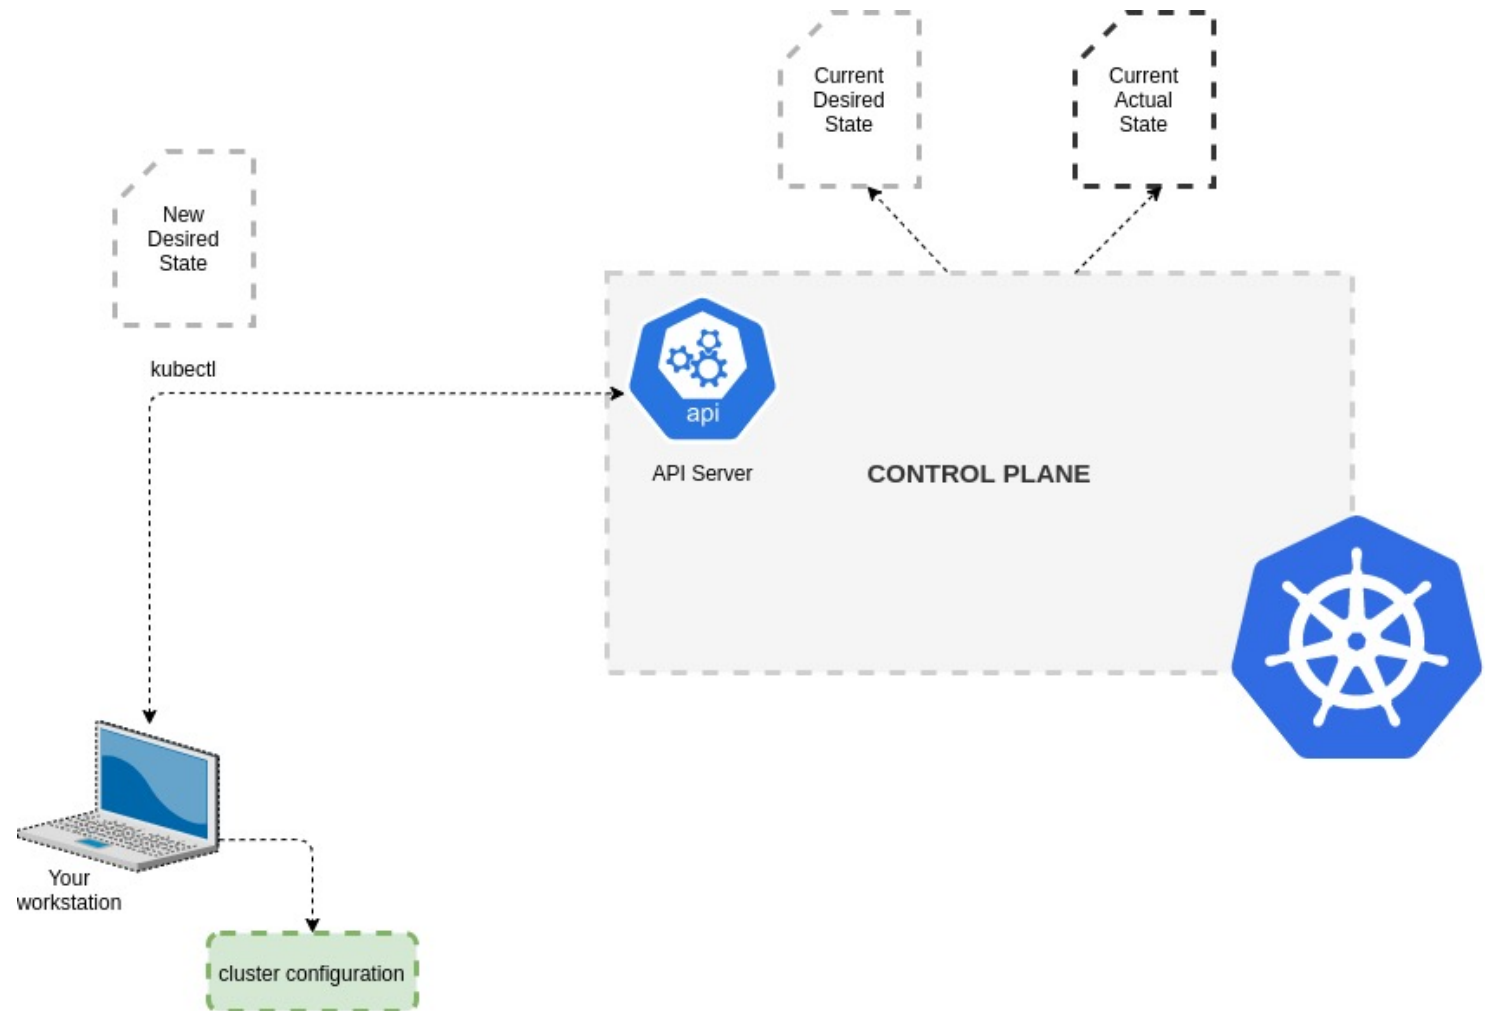 Current
Desired
State
Current
Actual
State
New
Desired
State
kubectl
api
API Server
CONTROL PLANE
Your
workstation
cluster configuration